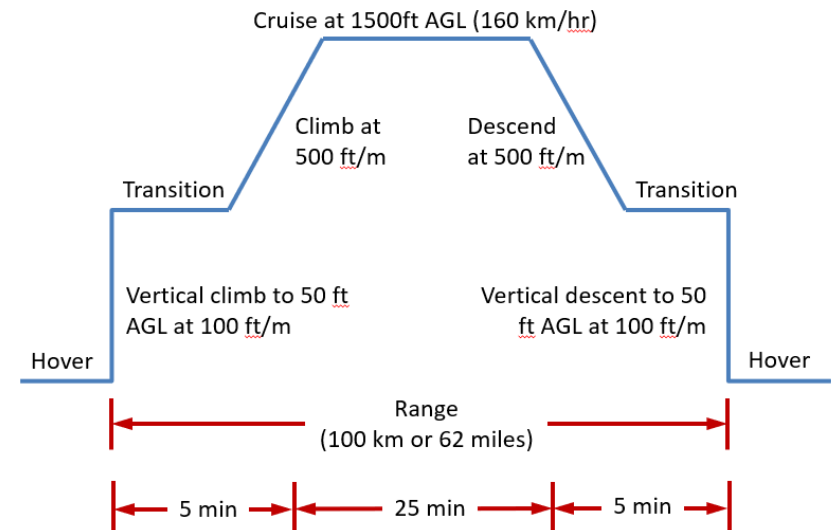 Cruise at 1500ft AGL (160 km/hr)
Climb at
500 ft/m
Descend
at 500 ft/m
Transition
Transition
Vertical climb to 50 ft
AGL at 100 ft/m
Vertical descent to 50
ft AGL at 100 ft/m
Hover
Hover
Range
(100 km or 62 miles)
5 min
25 min
5 min